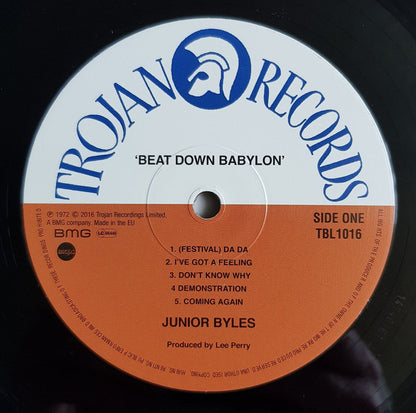 TROJAN RECORDS
'BEAT DOWN BABYLON'
SIDE ONE
TBL1016
℗ 1972 © 2016 Trojan Recordings Limited.
A BMG company. Made in the EU
BMG
1. (FESTIVAL) DA DA
2. I'VE GOT A FEELING
3. DON'T KNOW WHY
4 DEMONSTRATION
5. COMING AGAIN
JUNIOR BYLES
Produced by Lee Perry